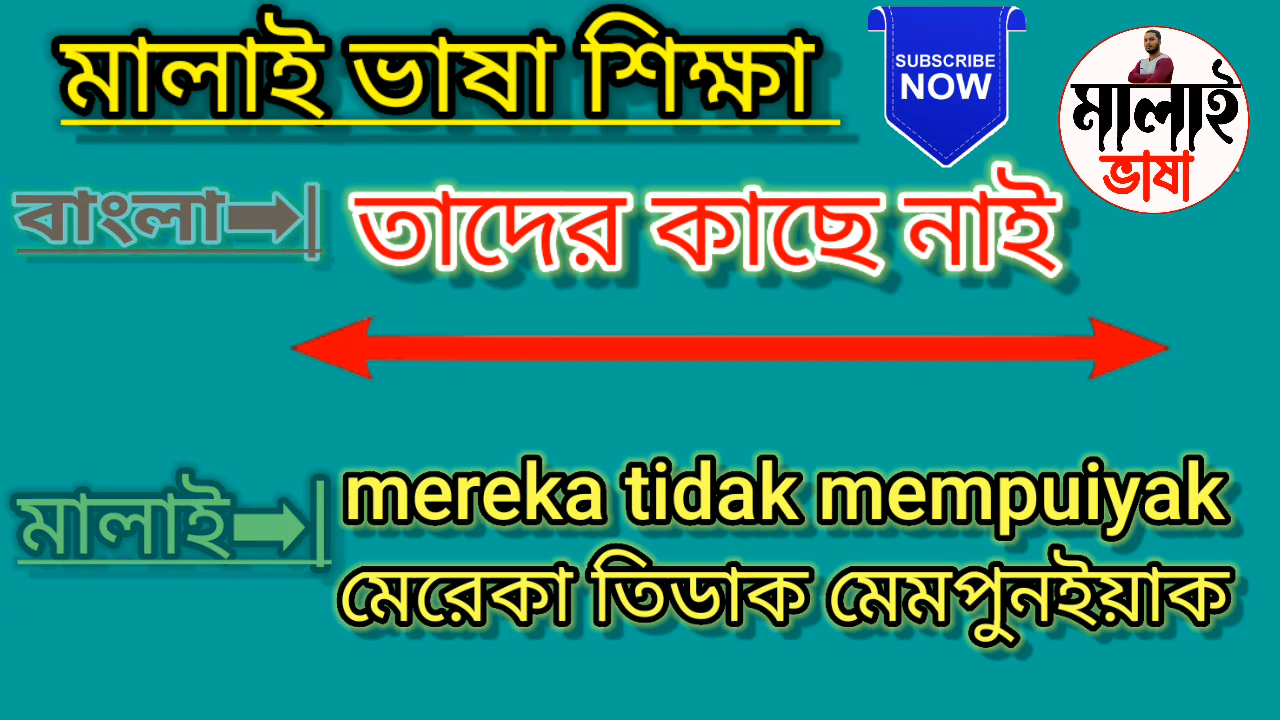 মালাই ভাষা শিক্ষা
SUBSCRIBE
NOW
মালাই
ভাষা
বাংলা➡| তাদের কাছে নাই
মালাই➡| mereka tidak mempuiyak
মেরেকা তিডাক মেমপুনইয়াক